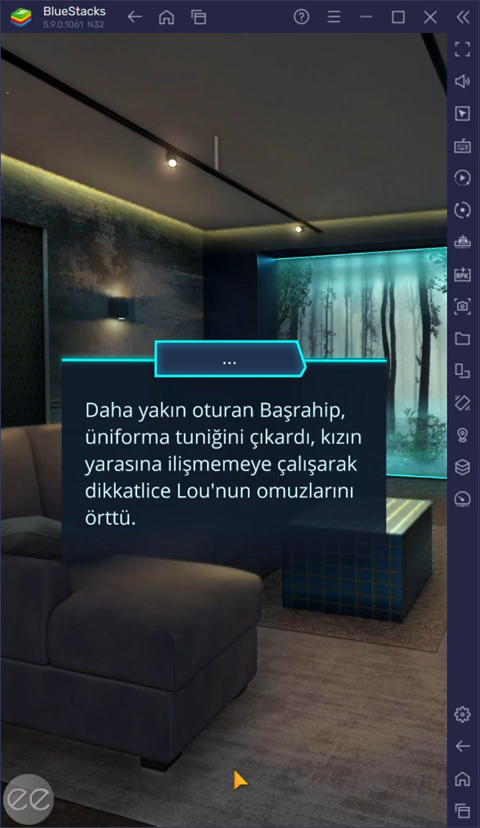 BlueStacks
5.9.0.1061 N32
...
Daha yakın oturan Başrahip,
üniforma tuniğini çıkardı, kızın
yarasına ilişmemeye çalışarak
dikkatlice Lou'nun omuzlarını
örttü.
ee